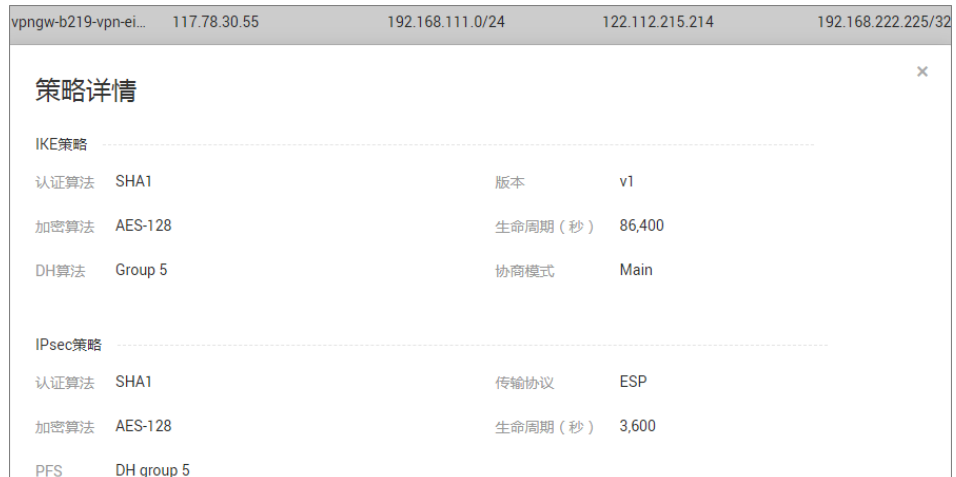 vpngw-b219-vpn-ei... 117.78.30.55 192.168.111.0/24 122.112.215.214 192.168.222.225/32
策略详情 ×
IKE策略
认证算法 SHA1 版本 v1
加密算法 AES-128 生命周期（秒） 86,400
DH算法 Group 5 协商模式 Main
IPsec策略
认证算法 SHA1 传输协议 ESP
加密算法 AES-128 生命周期（秒） 3,600
PFS DH group 5